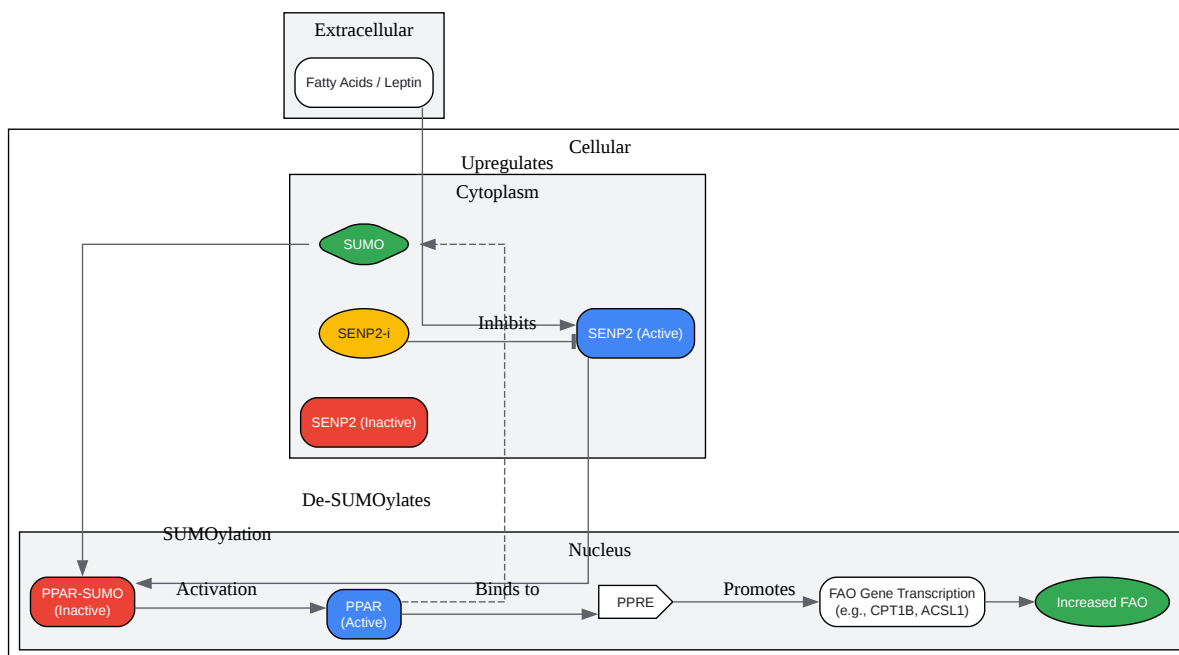 Extracellular
Fatty Acids / Leptin
Cellular
Upregulates
Cytoplasm
SUMO
SENP2-i
Inhibits
SENP2 (Active)
SENP2 (Inactive)
De-SUMOylates
SUMOylation
Nucleus
PPAR-SUMO
(Inactive)
Activation
PPAR
(Active)
Binds to
PPRE
Promotes
FAO Gene Transcription
(e.g., CPT1B, ACSL1)
Increased FAO